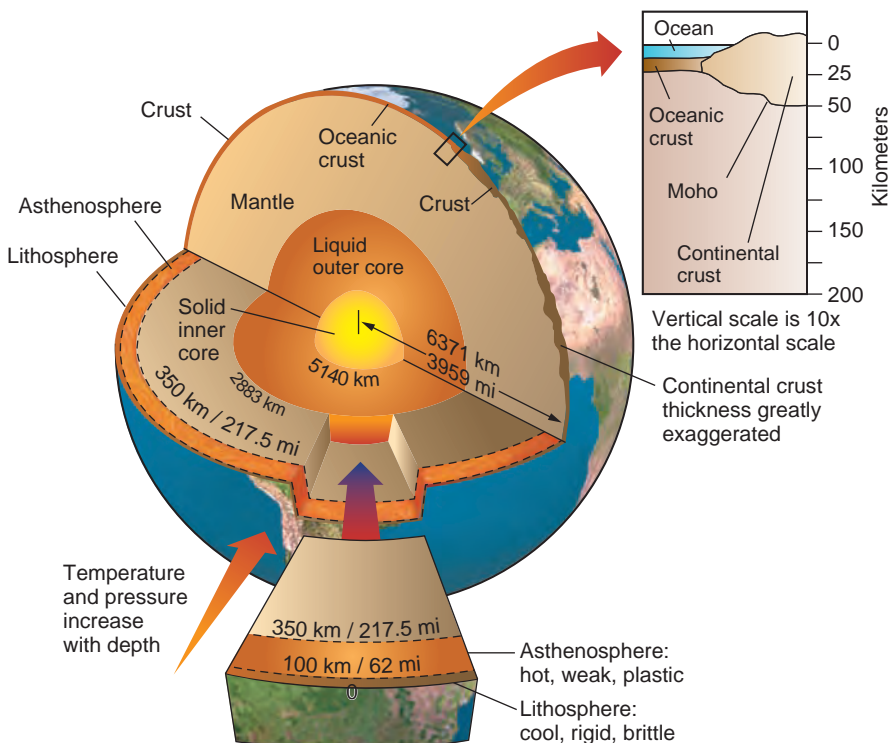 Ocean
0
25
50
100
150
200
Kilometers
Oceanic
crust
Moho
Continental
crust
Vertical scale is 10x
the horizontal scale
Crust
Oceanic
crust
Asthenosphere
Mantle
Crust
Lithosphere
Liquid
outer core
Solid
inner
core
6371 km
3959 mi
5140 km
2883 km
350 km / 217.5 mi
Continental crust
thickness greatly
exaggerated
Temperature
and pressure
increase
with depth
350 km / 217.5 mi
100 km / 62 mi
0
Asthenosphere:
hot, weak, plastic
Lithosphere:
cool, rigid, brittle